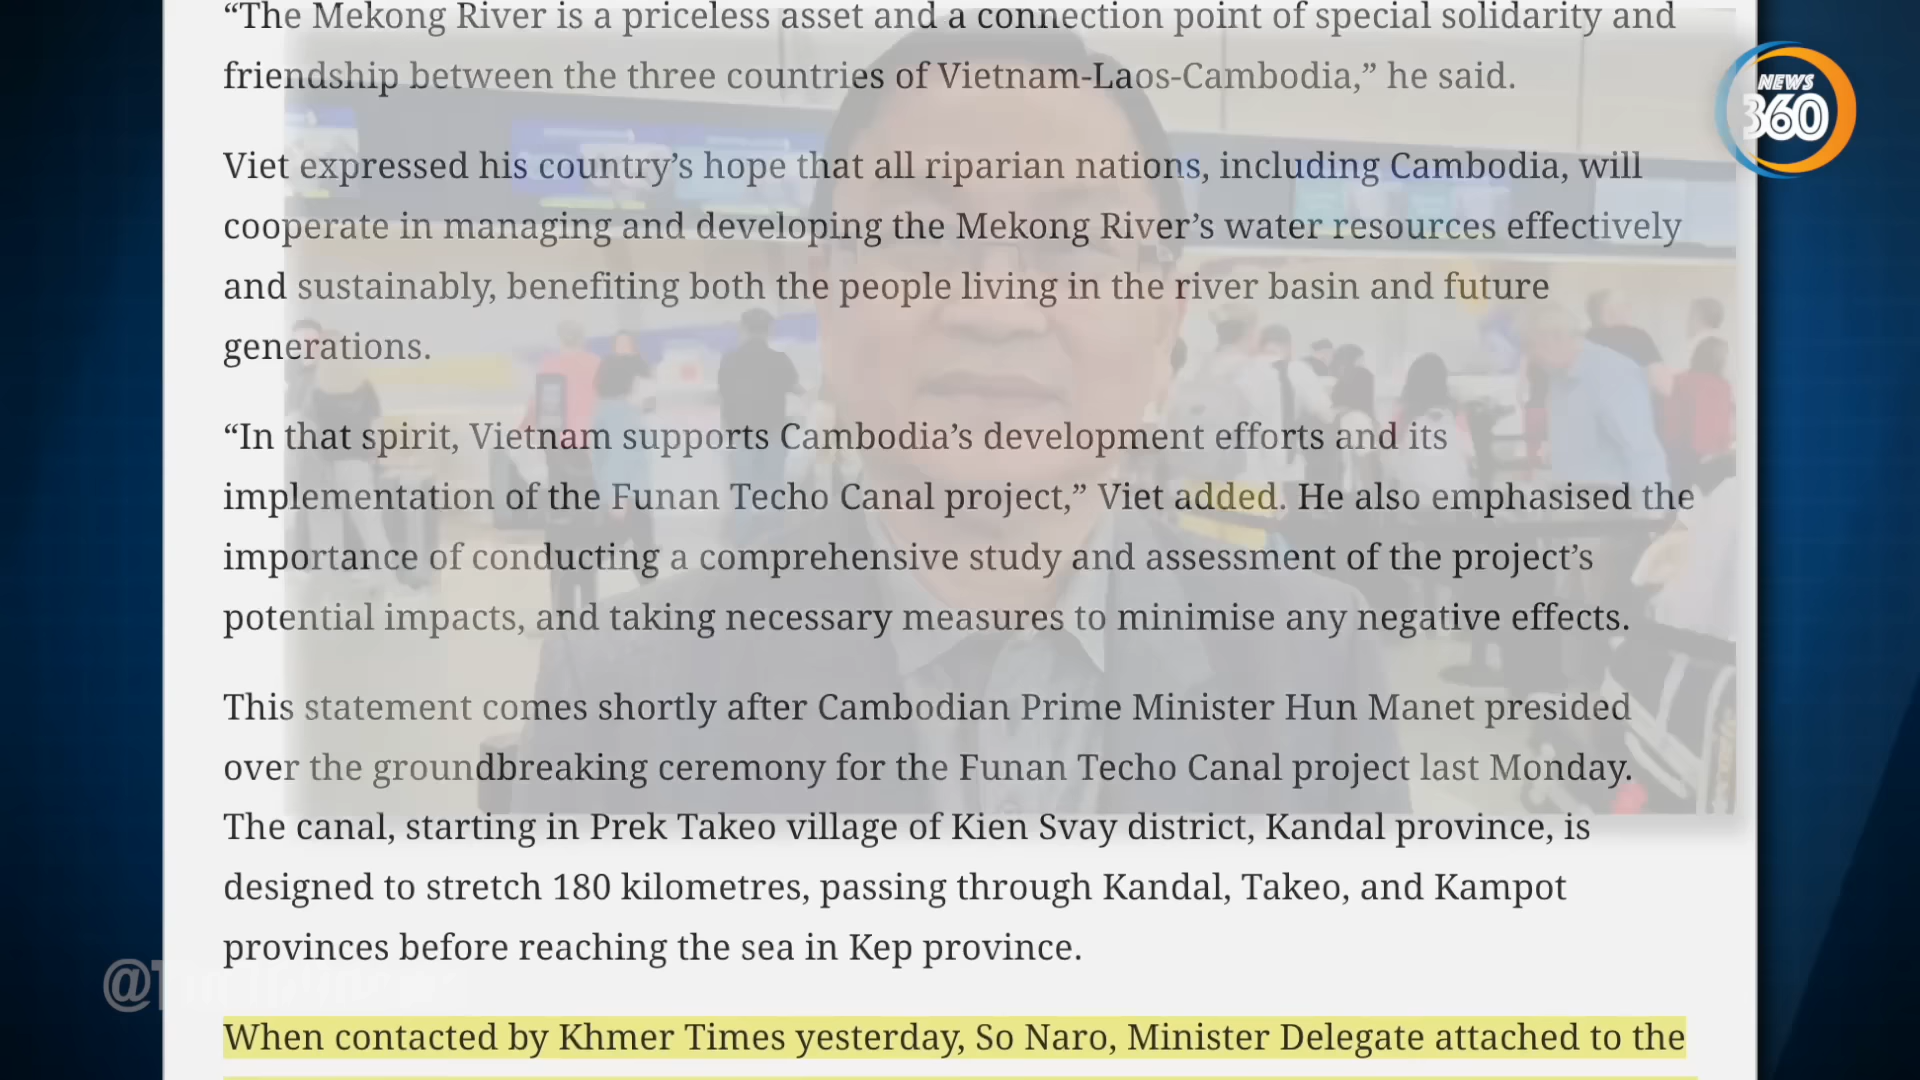 “The Mekong River is a priceless asset and a connection point of special solidarity and
friendship between the three countries of Vietnam-Laos-Cambodia,” he said.
NEWS
360
Viet expressed his country’s hope that all riparian nations, including Cambodia, will
cooperate in managing and developing the Mekong River’s water resources effectively
and sustainably, benefiting both the people living in the river basin and future
generations.
“In that spirit, Vietnam supports Cambodia’s development efforts and its
implementation of the Funan Techo Canal project,” Viet added. He also emphasised the
importance of conducting a comprehensive study and assessment of the project’s
potential impacts, and taking necessary measures to minimise any negative effects.
This statement comes shortly after Cambodian Prime Minister Hun Manet presided
over the groundbreaking ceremony for the Funan Techo Canal project last Monday.
The canal, starting in Prek Takeo village of Kien Svay district, Kandal province, is
designed to stretch 180 kilometres, passing through Kandal, Takeo, and Kampot
provinces before reaching the sea in Kep province.
When contacted by Khmer Times yesterday, So Naro, Minister Delegate attached to the